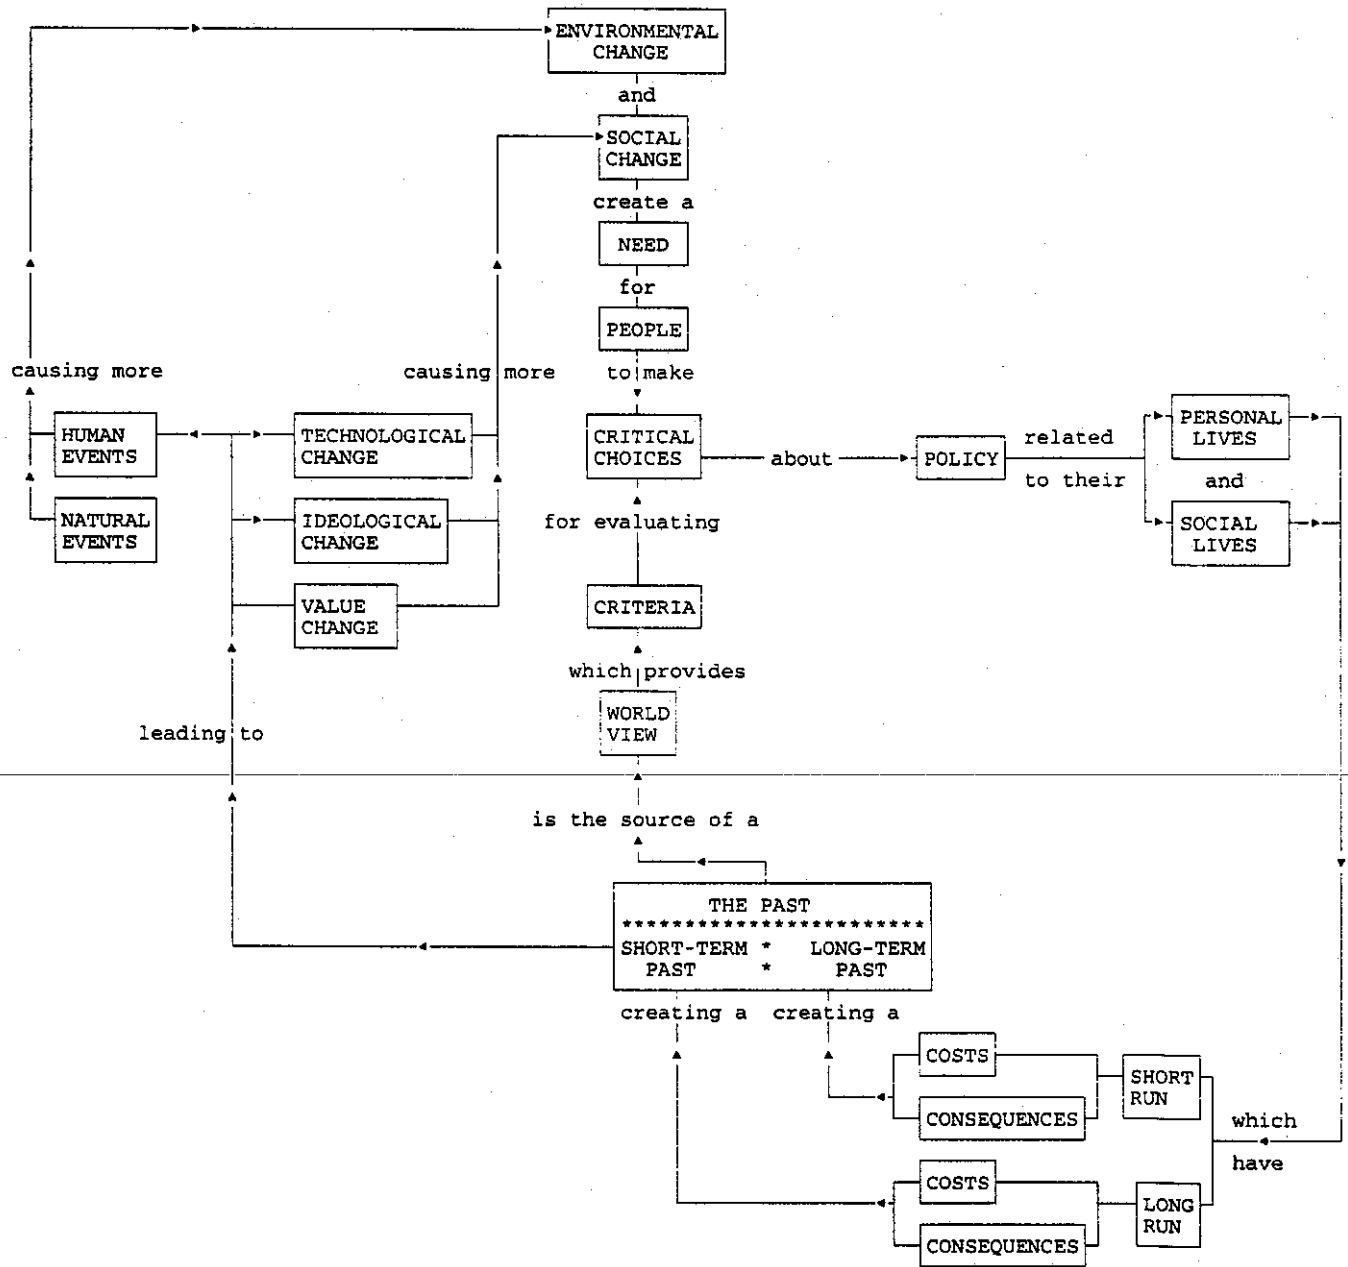 ENVIRONMENTAL
CHANGE
and
SOCIAL
CHANGE
create a
NEED
for
PEOPLE
causing more
causing more
to make
HUMAN
EVENTS
TECHNOLOGICAL
CHANGE
CRITICAL
CHOICES
about
POLICY
related
to their
PERSONAL
LIVES
and
SOCIAL
LIVES
NATURAL
EVENTS
IDEOLOGICAL
CHANGE
for evaluating
VALUE
CHANGE
CRITERIA
which provides
WORLD
VIEW
leading to
is the source of a
THE PAST
************************
SHORT-TERM * LONG-TERM
PAST * PAST
creating a creating a
COSTS
CONSEQUENCES
SHORT
RUN
which
have
COSTS
CONSEQUENCES
LONG
RUN